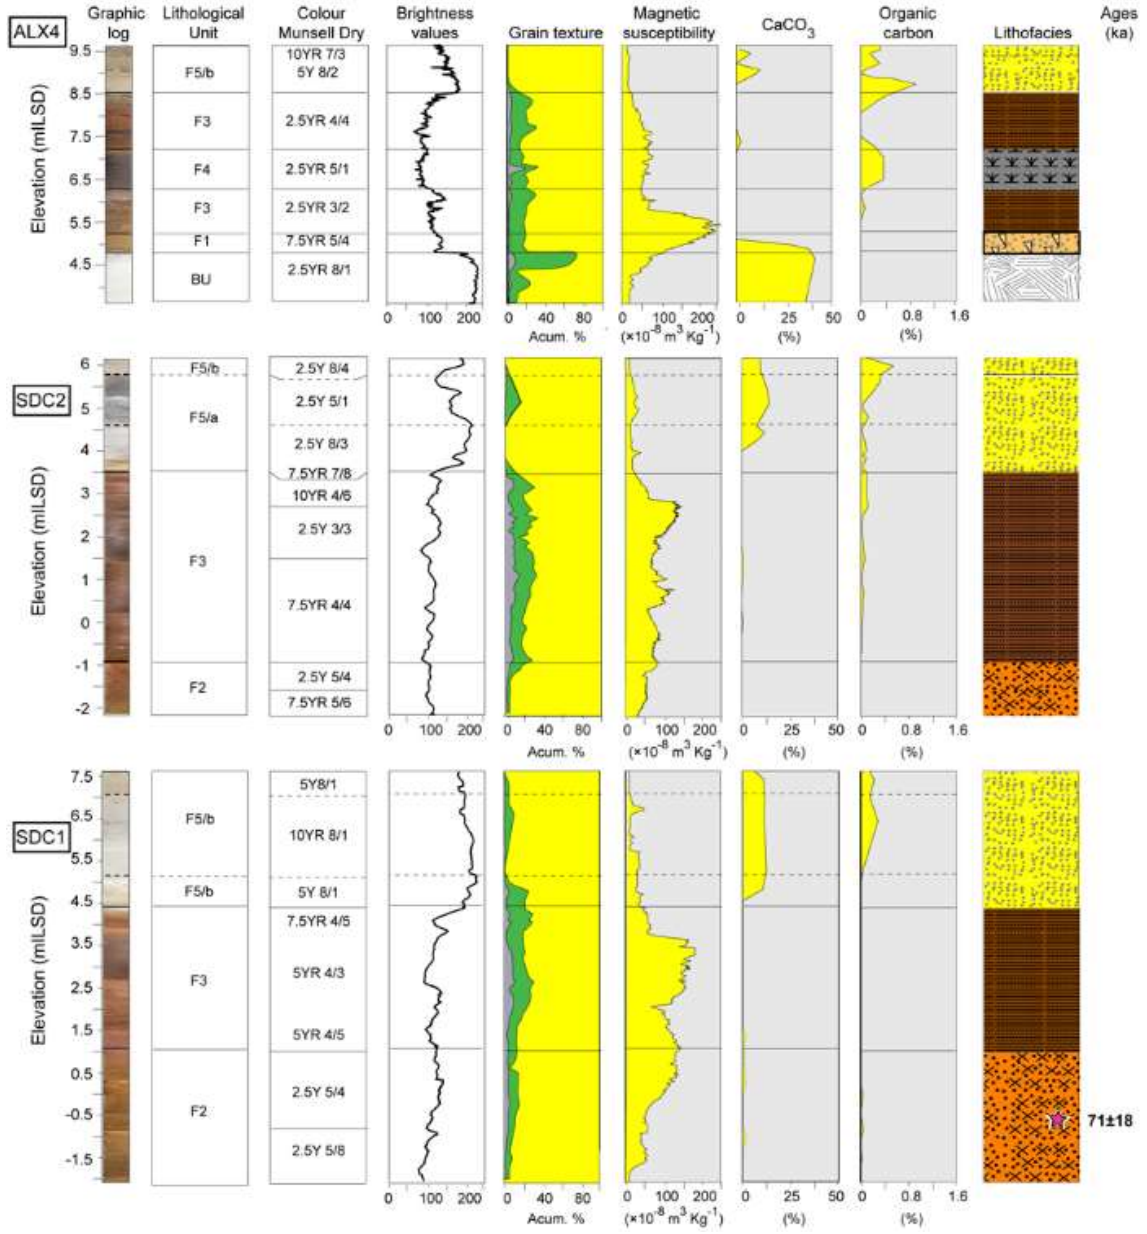 Graphic log
Lithological Unit
Colour Munsell Dry
Brightness values
Grain texture
Magnetic susceptibility
CaCO3
Organic carbon
Lithofacies
Ages (ka)
ALX4
Elevation (mlLSD)
9.5
8.5
7.5
6.5
5.5
4.5
F5/b
F3
F4
F3
F1
BU
10YR 7/3
5Y 8/2
2.5YR 4/4
2.5YR 5/1
2.5YR 3/2
7.5YR 5/4
2.5YR 8/1
0 100 200
0 40 80
Acum. %
0 100 200
(×10⁻⁸ m³ Kg⁻¹)
0 25 50
(%)
0 0.8 1.6
(%)
SDC2
Elevation (mlLSD)
6
5
4
3
2
1
0
-1
-2
F5/b
F5/a
F3
F2
2.5Y 8/4
2.5Y 5/1
2.5Y 8/3
7.5YR 7/8
10YR 4/6
2.5Y 3/3
7.5YR 4/4
2.5Y 5/4
7.5YR 5/6
0 100 200
0 40 80
Acum. %
0 100 200
(×10⁻⁸ m³ Kg⁻¹)
0 25 50
(%)
0 0.8 1.6
(%)
SDC1
Elevation (mlLSD)
7.5
6.5
5.5
4.5
3.5
2.5
1.5
0.5
-0.5
-1.5
F5/b
F5/b
F3
F2
5Y8/1
10YR 8/1
5Y 8/1
7.5YR 4/5
5YR 4/3
5YR 4/5
2.5Y 5/4
2.5Y 5/8
0 100 200
0 40 80
Acum. %
0 100 200
(×10⁻⁸ m³ Kg⁻¹)
0 25 50
(%)
0 0.8 1.6
(%)
71±18